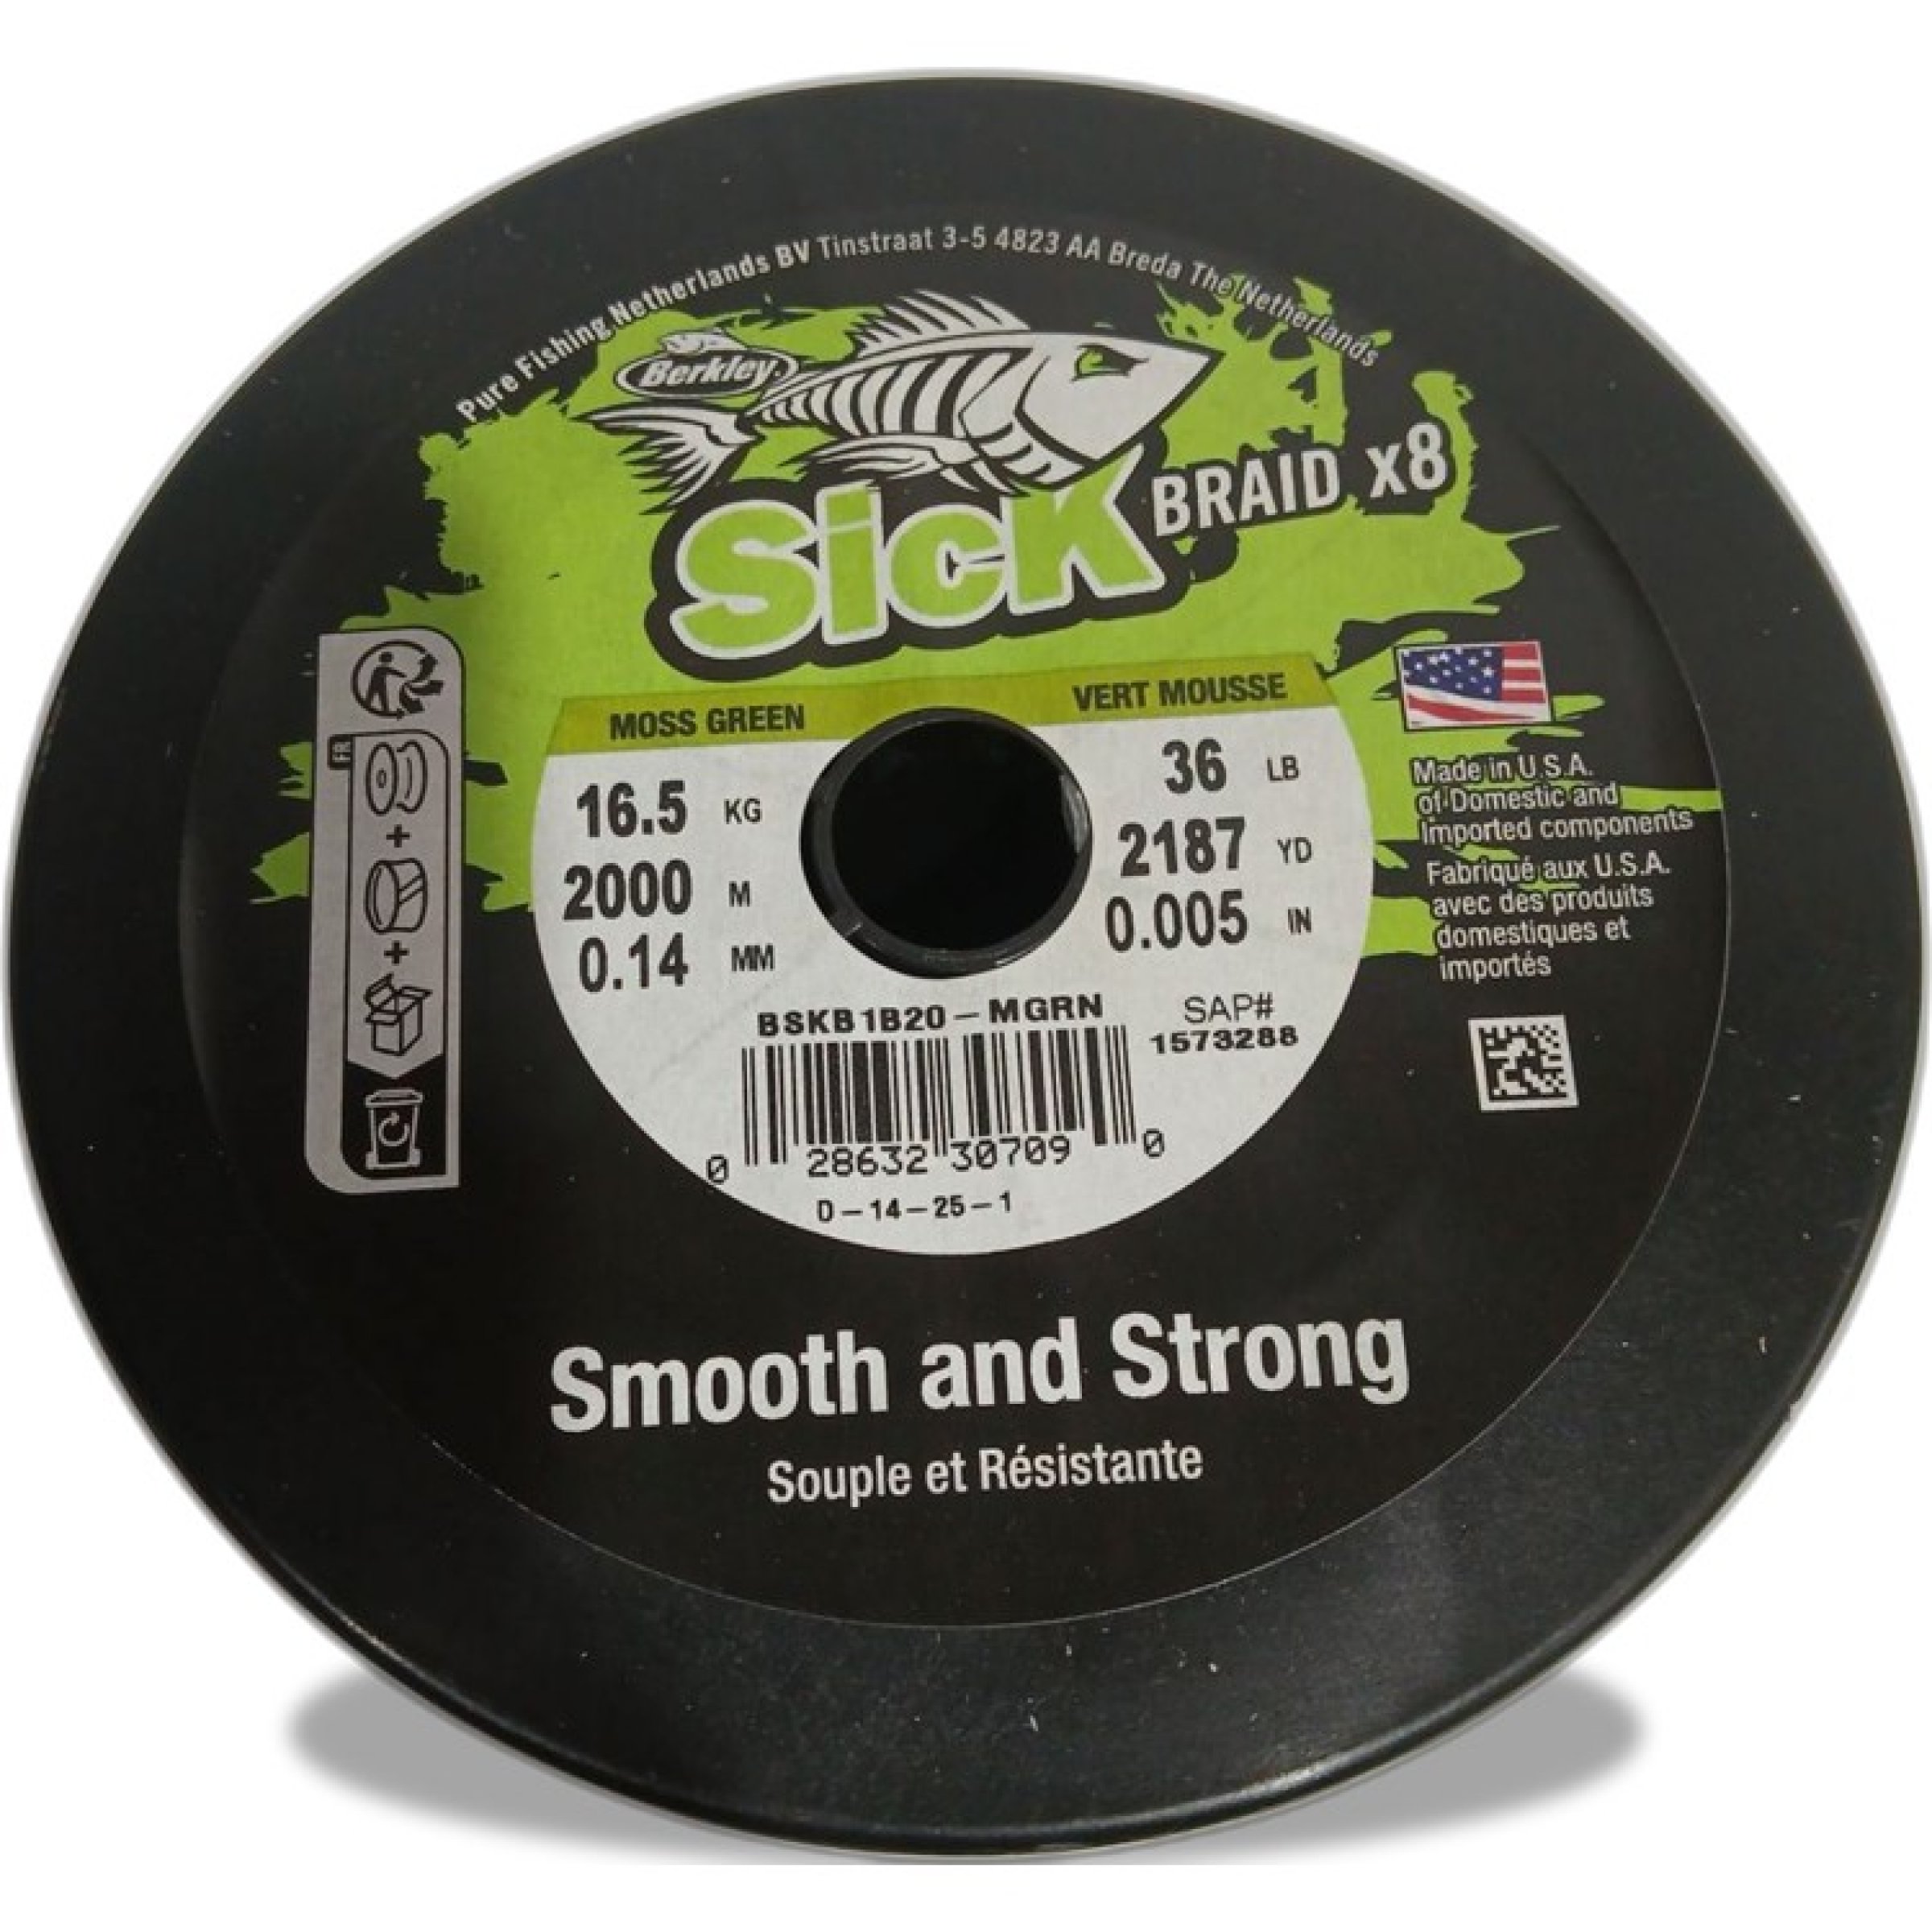 Pure Fishing Netherlands BV Tinstraat 3-5 4823 AA Breda The Netherlands
Berkley
Sick BRAID x8
MOSS GREEN
VERT MOUSSE
16.5 KG
36 LB
2000 M
2187 YD
0.14 MM
0.005 IN
FR
+
+
Made in U.S.A.
of Domestic and
Imported components
Fabriqué aux U.S.A.
avec des produits
domestiques et
importés
BSKB1B20-MGRN
SAP#
1573288
0 28632 30709 0
D-14-25-1
Smooth and Strong
Souple et Résistante